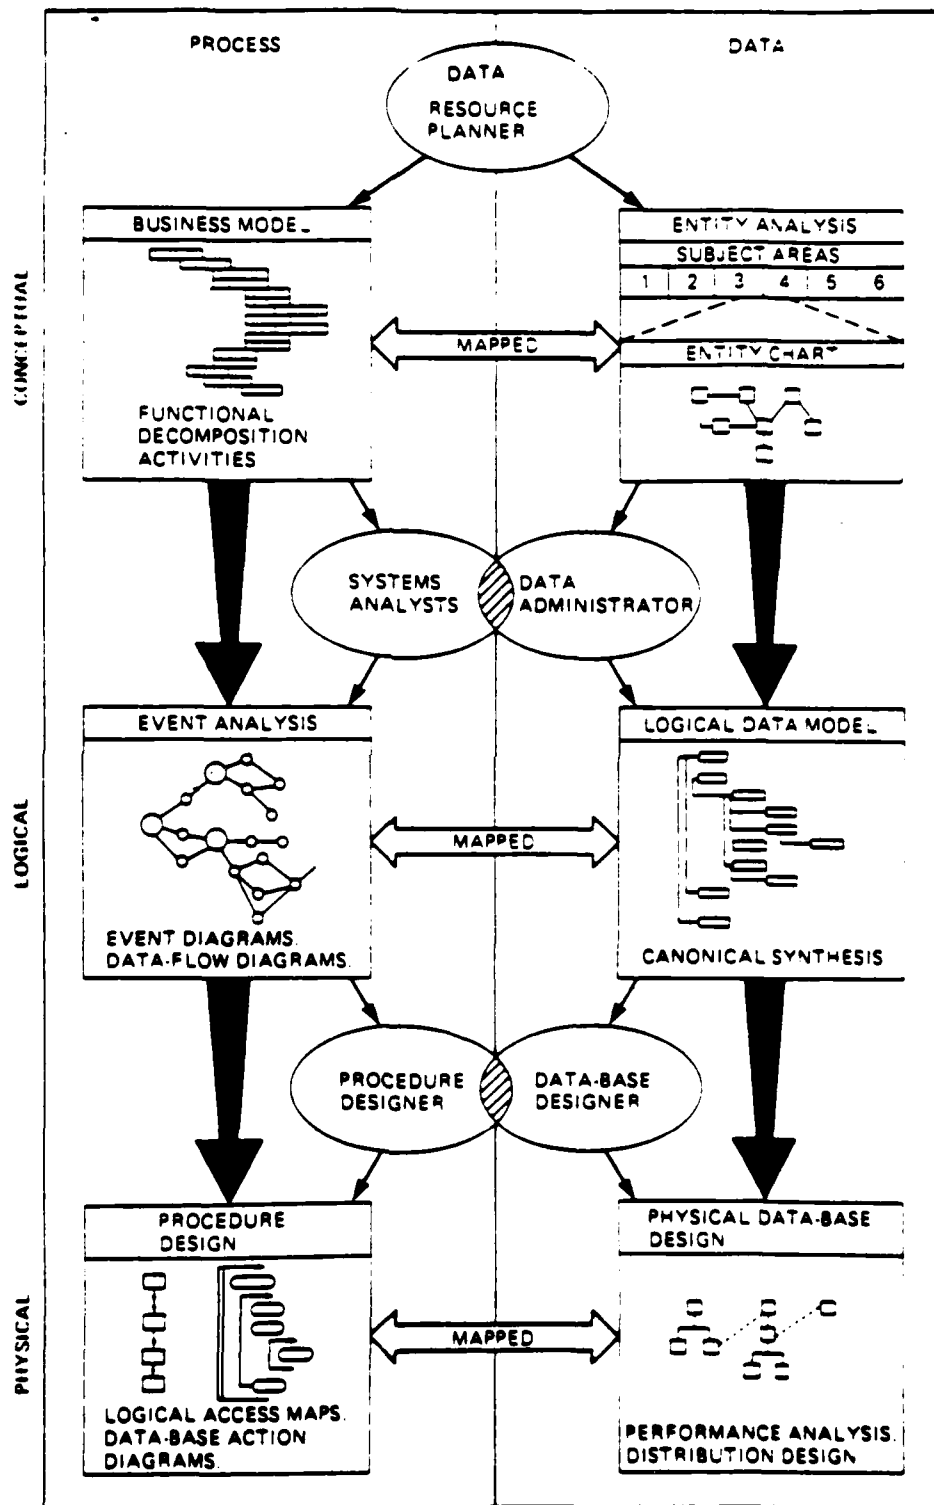 PROCESS
DATA
DATA
RESOURCE
PLANNER
BUSINESS MODEL
FUNCTIONAL
DECOMPOSITION
ACTIVITIES
ENTITY ANALYSIS
SUBJECT AREAS
1 2 3 4 5 6
ENTITY CHART
CONCEPTUAL
MAPPED
SYSTEMS
ANALYSTS
DATA
ADMINISTRATOR
EVENT ANALYSIS
EVENT DIAGRAMS.
DATA-FLOW DIAGRAMS.
LOGICAL DATA MODEL
CANONICAL SYNTHESIS
LOGICAL
MAPPED
PROCEDURE
DESIGNER
DATA-BASE
DESIGNER
PROCEDURE
DESIGN
LOGICAL ACCESS MAPS.
DATA-BASE ACTION
DIAGRAMS.
PHYSICAL DATA-BASE
DESIGN
PERFORMANCE ANALYSIS.
DISTRIBUTION DESIGN
PHYSICAL
MAPPED